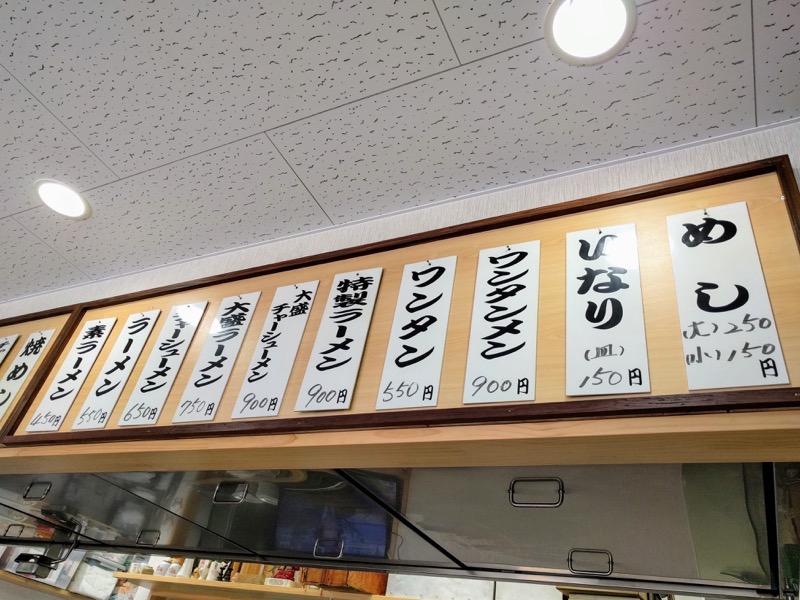 めし
(大)250
(小)150円
いなり
(皿)
150円
ワンタンメン
900円
ワンタン
550円
特製ラーメン
900円
大盛
チャーシューメン
900円
大盛ラーメン
750円
チャーシューメン
650円
ラーメン
550円
素ラーメン
450円
焼めし